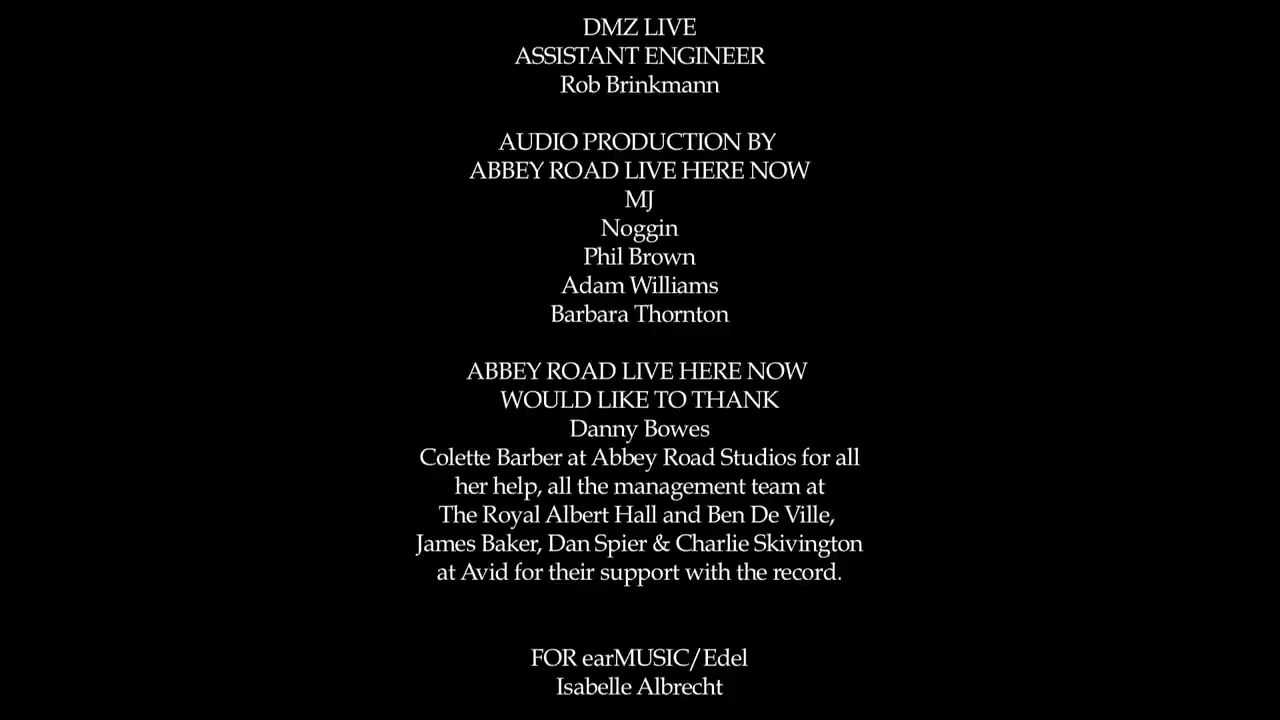 DMZ LIVE
ASSISTANT ENGINEER
Rob Brinkmann
AUDIO PRODUCTION BY
ABBEY ROAD LIVE HERE NOW
MJ
Noggin
Phil Brown
Adam Williams
Barbara Thornton
ABBEY ROAD LIVE HERE NOW
WOULD LIKE TO THANK
Danny Bowes
Colette Barber at Abbey Road Studios for all
her help, all the management team at
The Royal Albert Hall and Ben De Ville,
James Baker, Dan Spier & Charlie Skivington
at Avid for their support with the record.
FOR earMUSIC/Edel
Isabelle Albrecht